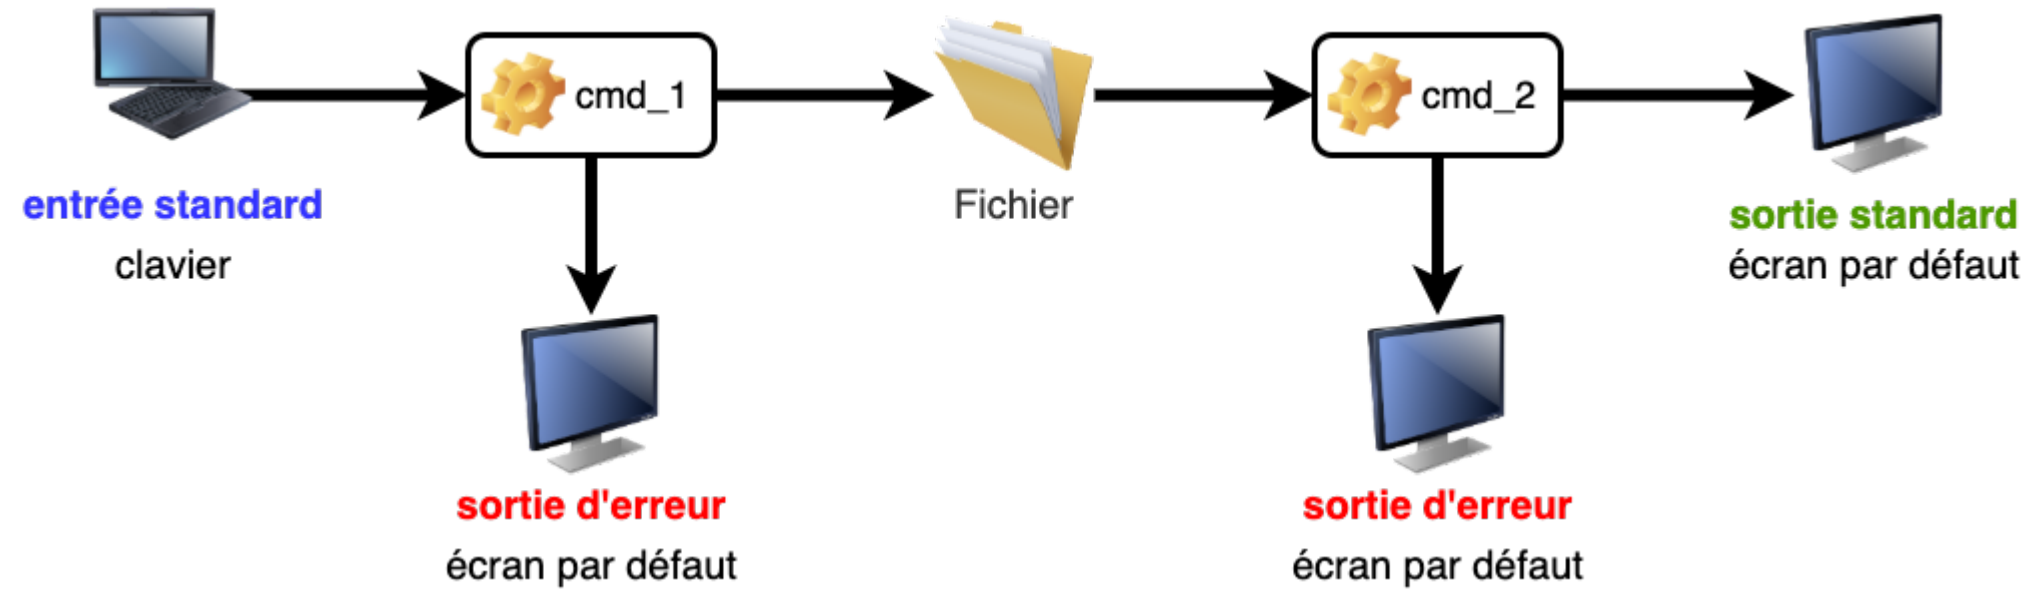 cmd_1
cmd_2
entrée standard
clavier
Fichier
sortie standard
écran par défaut
sortie d'erreur
écran par défaut
sortie d'erreur
écran par défaut